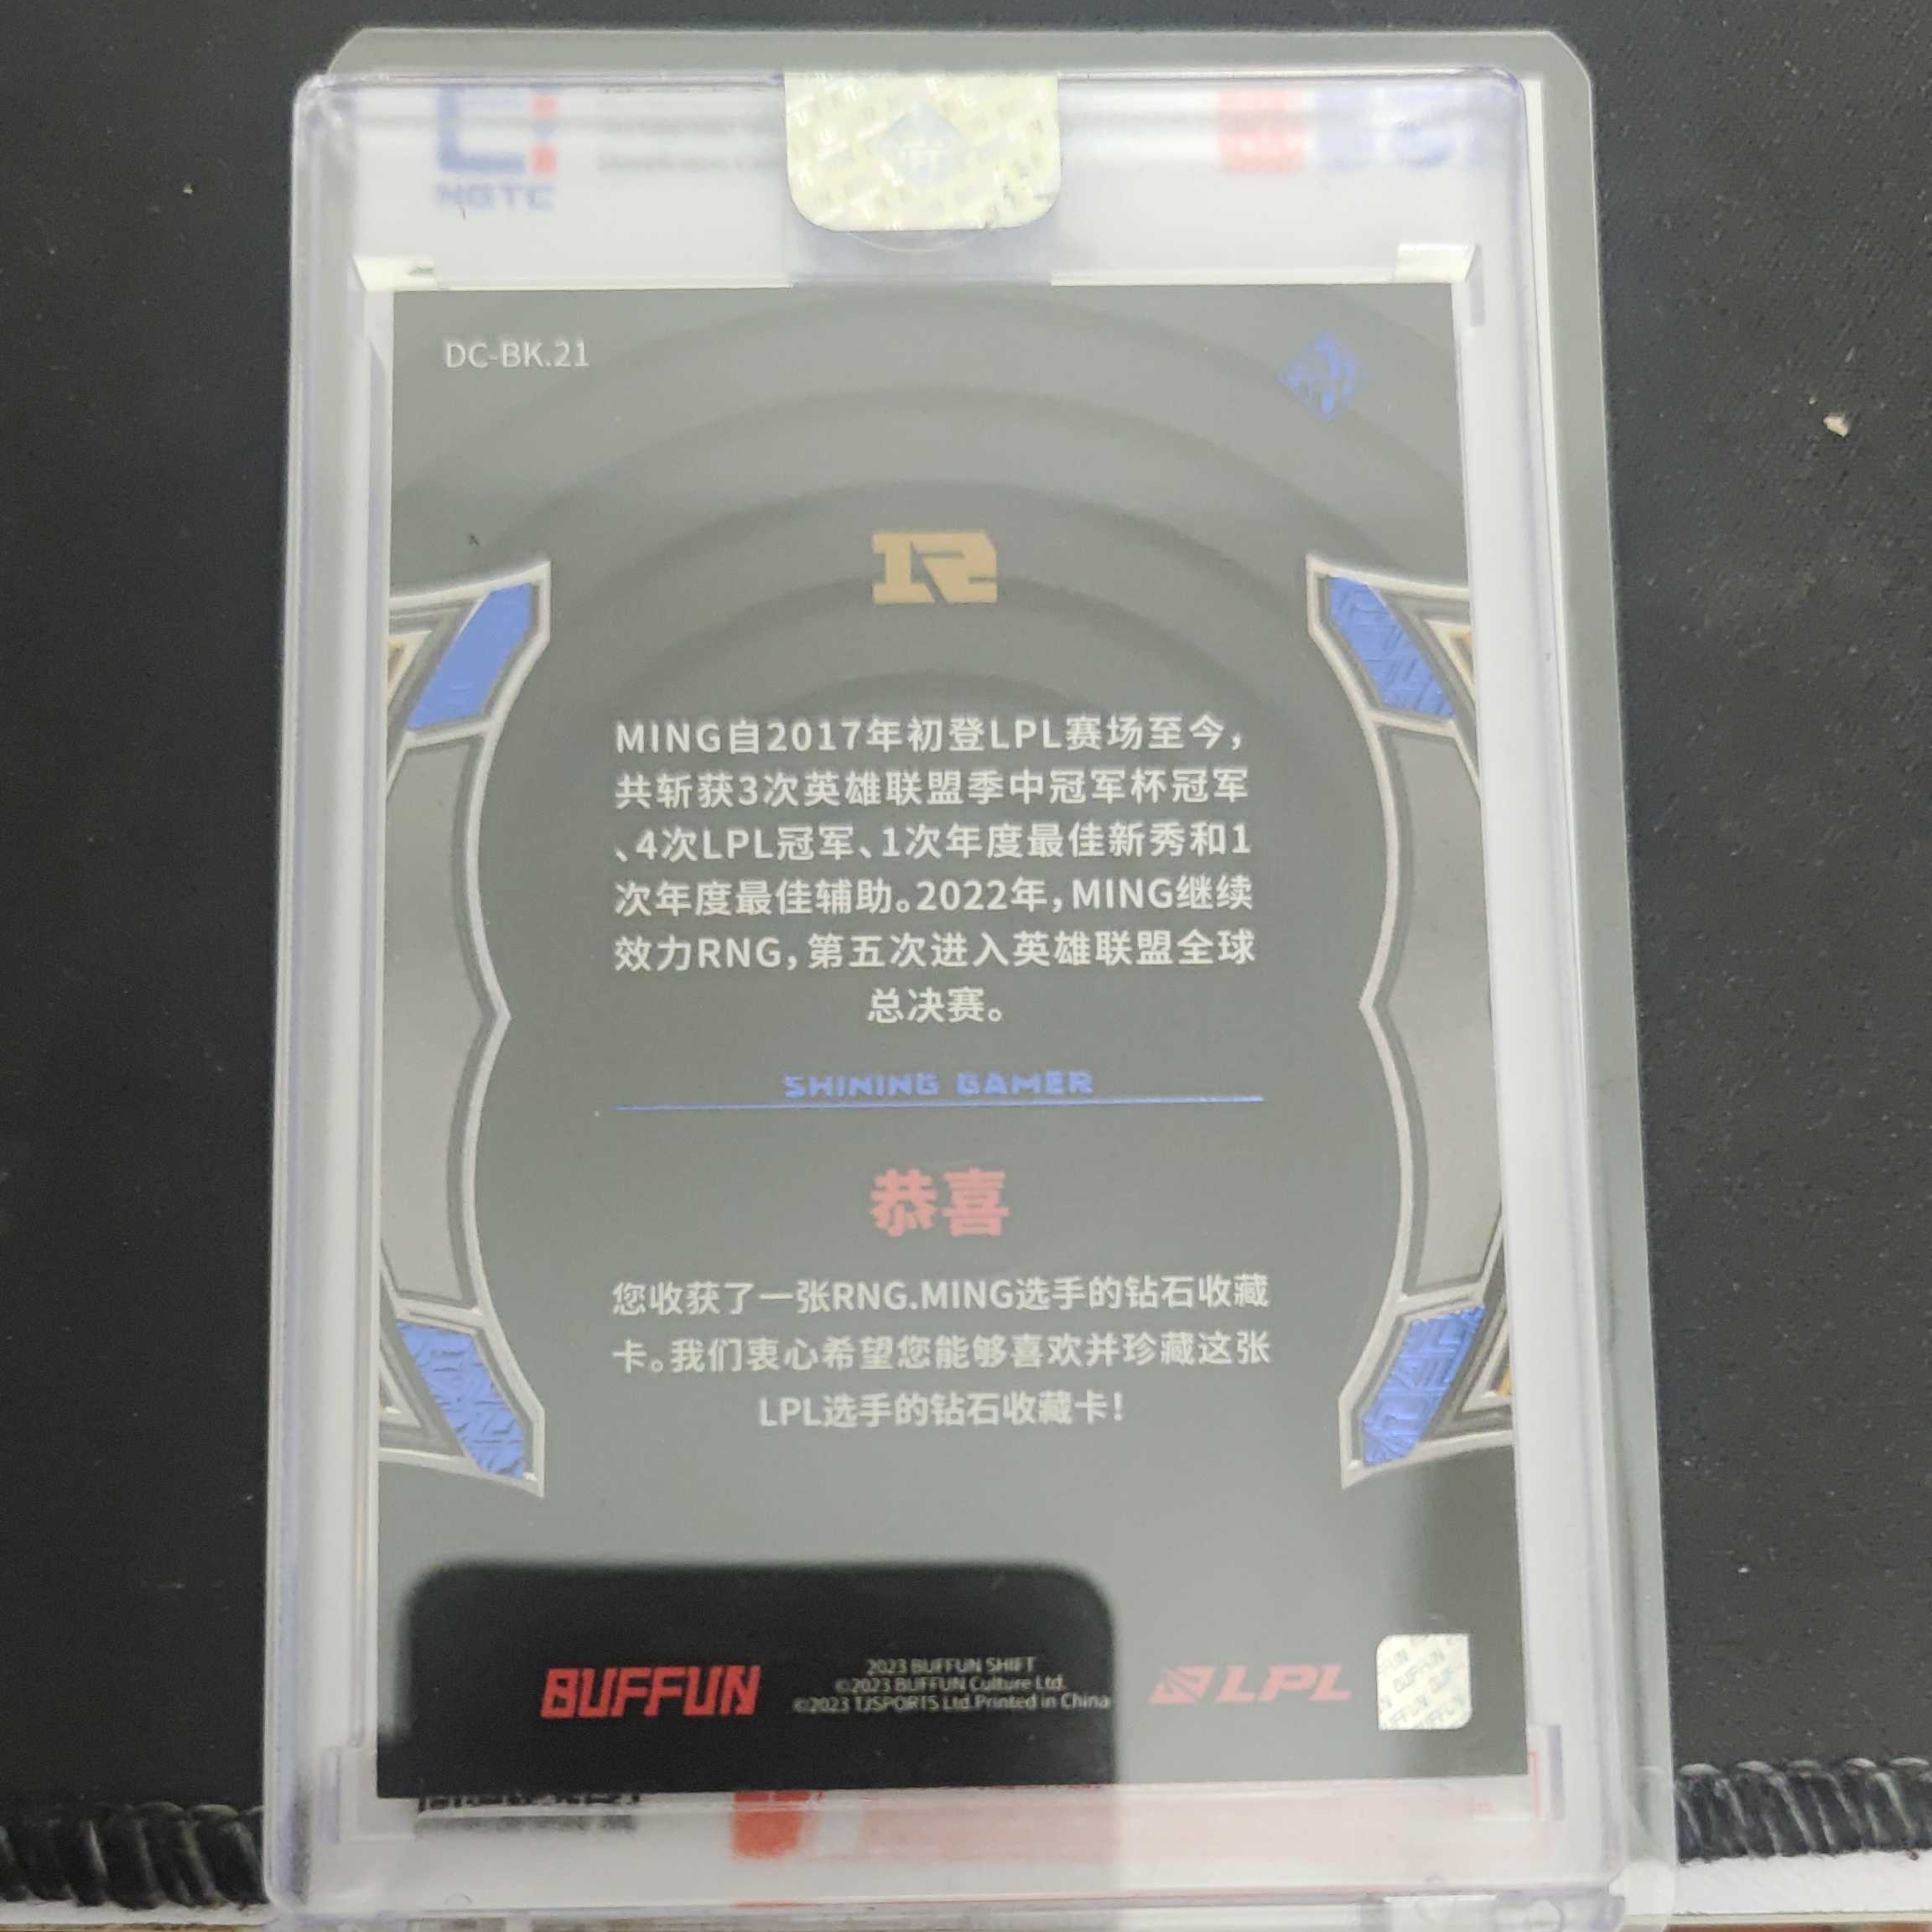 NGTC
DC-BK.21
MING自2017年初登LPL赛场至今，
共斩获3次英雄联盟季中冠军杯冠军
、4次LPL冠军、1次年度最佳新秀和1
次年度最佳辅助。2022年，MING继续
效力RNG，第五次进入英雄联盟全球
总决赛。
SHINING GAMER
恭喜
您收获了一张RNG.MING选手的钻石收藏
卡。我们衷心希望您能够喜欢并珍藏这张
LPL选手的钻石收藏卡！
BUFFUN
2023 BUFFUN SHIFT
©2023 BUFFUN Culture Ltd.
©2023 TJSPORTS Ltd.Printed in China
LPL